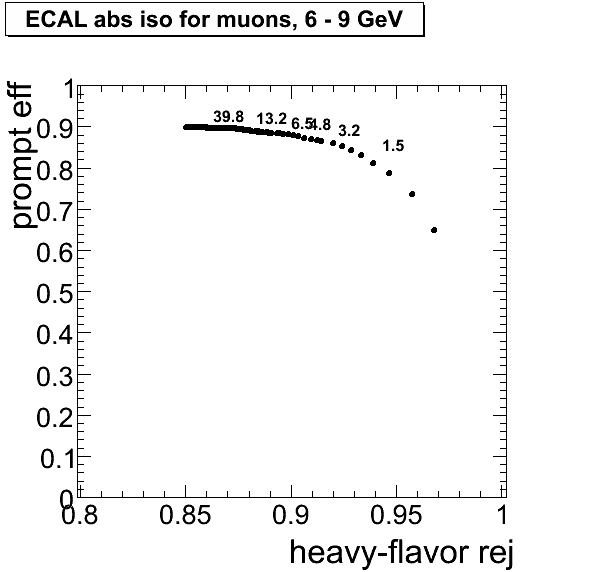 ECAL abs iso for muons, 6 - 9 GeV
prompt eff
1
0.9
0.8
0.7
0.6
0.5
0.4
0.3
0.2
0.1
0
39.8 13.2 6.5 4.8 3.2 1.5
0.8 0.85 0.9 0.95 1
heavy-flavor rej